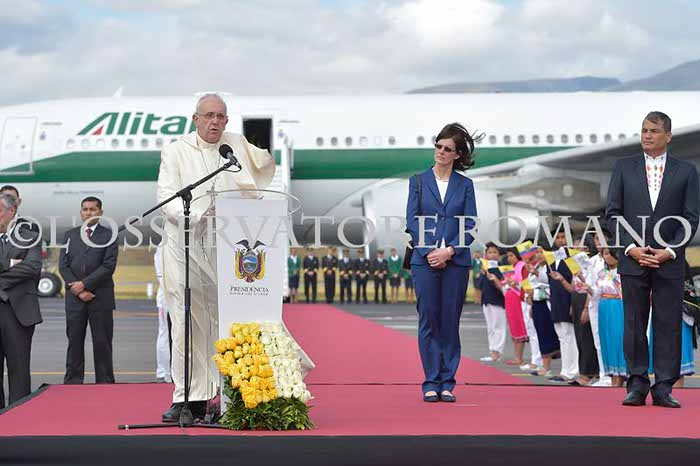 Alitalia
© L'OSSERVATORE ROMANO
PRESIDENCIA